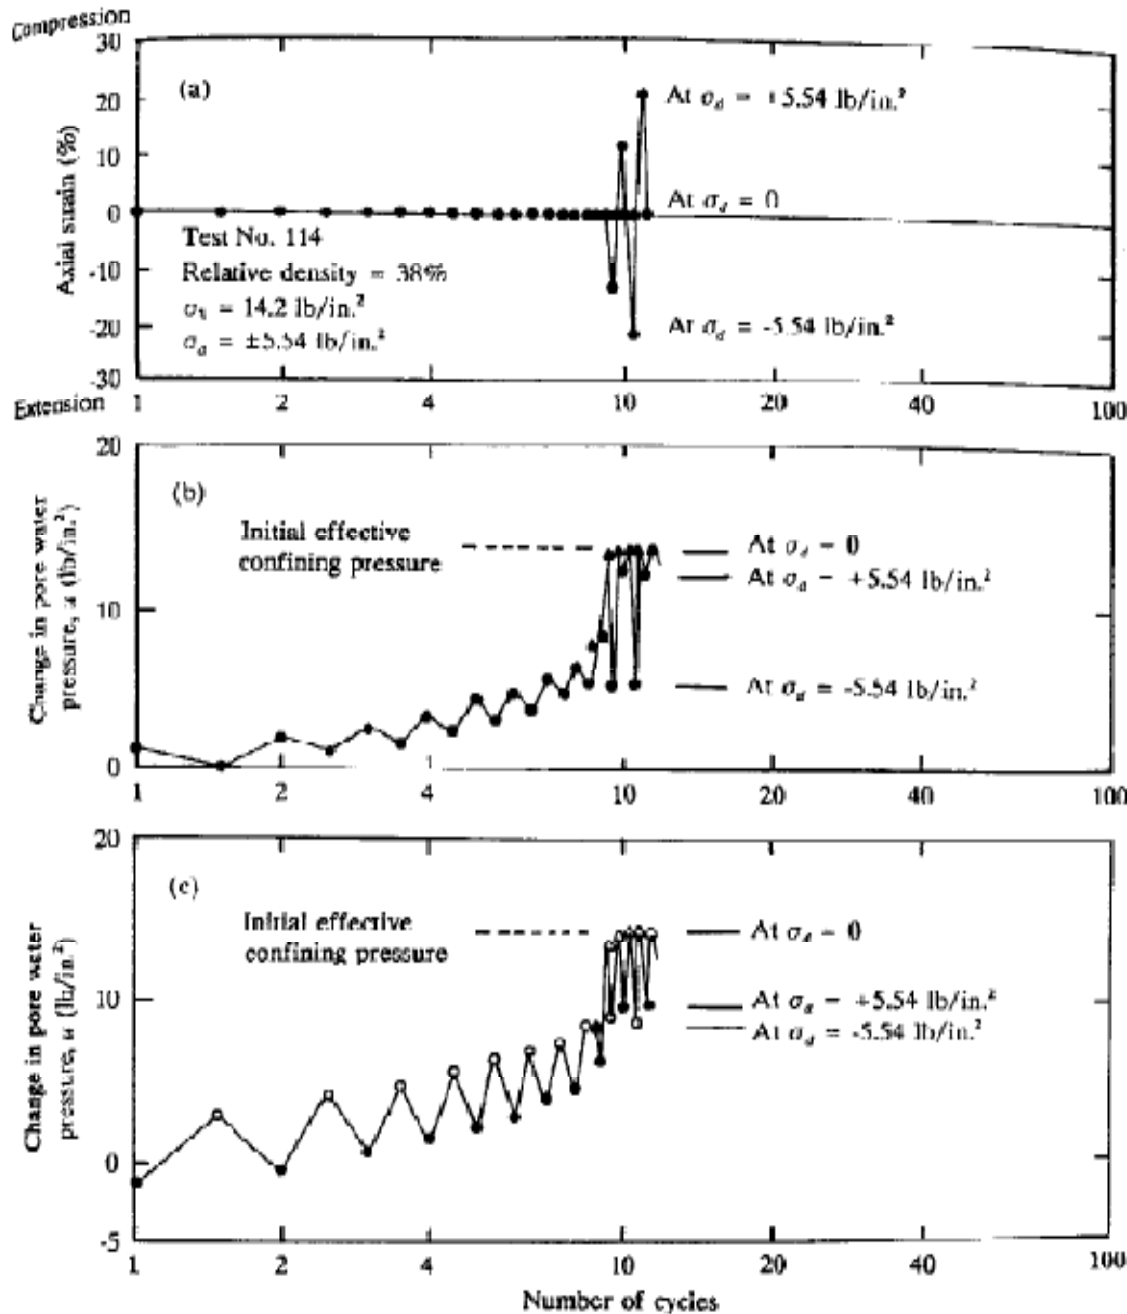 Compression
30
20
10
0
-10
-20
-30
Axial strain (%)
(a)
At σd = +5.54 lb/in.²
At σd = 0
At σd = -5.54 lb/in.²
Test No. 114
Relative density = 38%
= 14.2 lb/in.²
= ±5.54 lb/in.²
Extension
1 2 4 10 20 40 100
20
10
0
Change in pore water
pressure, u (lb/in.²)
(b)
Initial effective
confining pressure
At σd = 0
At σd = +5.54 lb/in.²
At σd = -5.54 lb/in.²
1 2 4 10 20 40 100
20
10
0
-5
Change in pore water
pressure, u (lb/in.²)
(c)
Initial effective
confining pressure
At σd = 0
At σd = +5.54 lb/in.²
At σd = -5.54 lb/in.²
1 2 4 10 20 40 100
Number of cycles